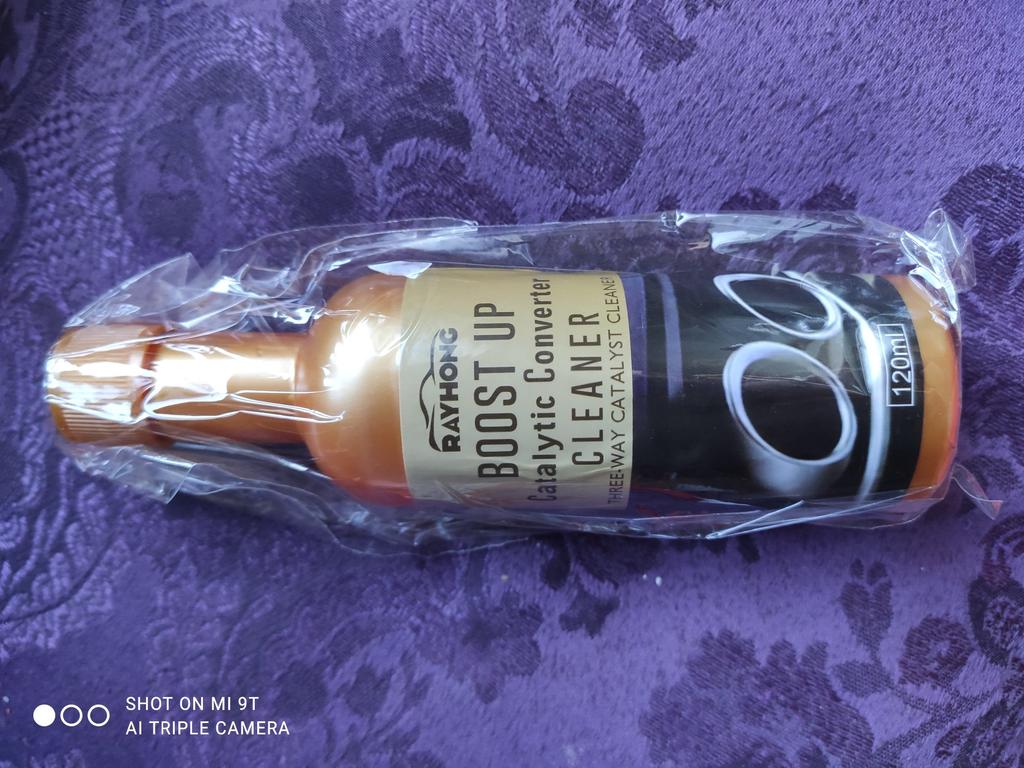 RAYHONG
BOOST UP
Catalytic Converter
CLEANER
THREE-WAY CATALYST CLEANER
120ml
SHOT ON MI 9T
AI TRIPLE CAMERA